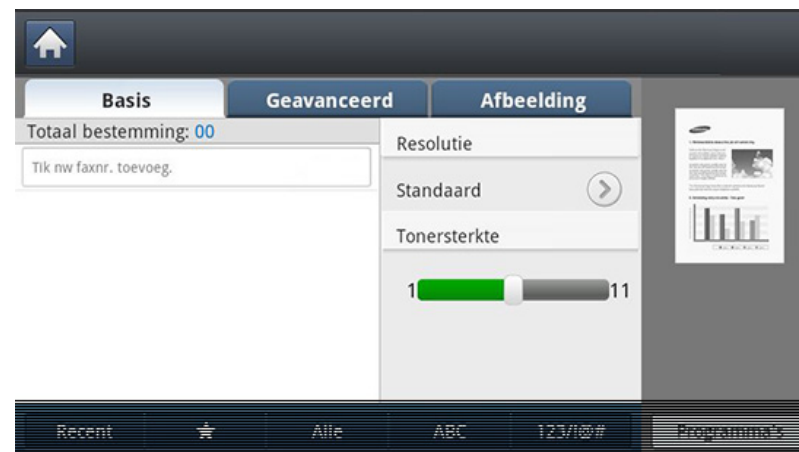 Basis
Geavanceerd
Afbeelding
Totaal bestemming: 00
Tik nw faxnr. toevoeg.
Resolutie
Standaard
Tonersterkte
1
11
Recent
Alle
ABC
123/!@#
Programma's